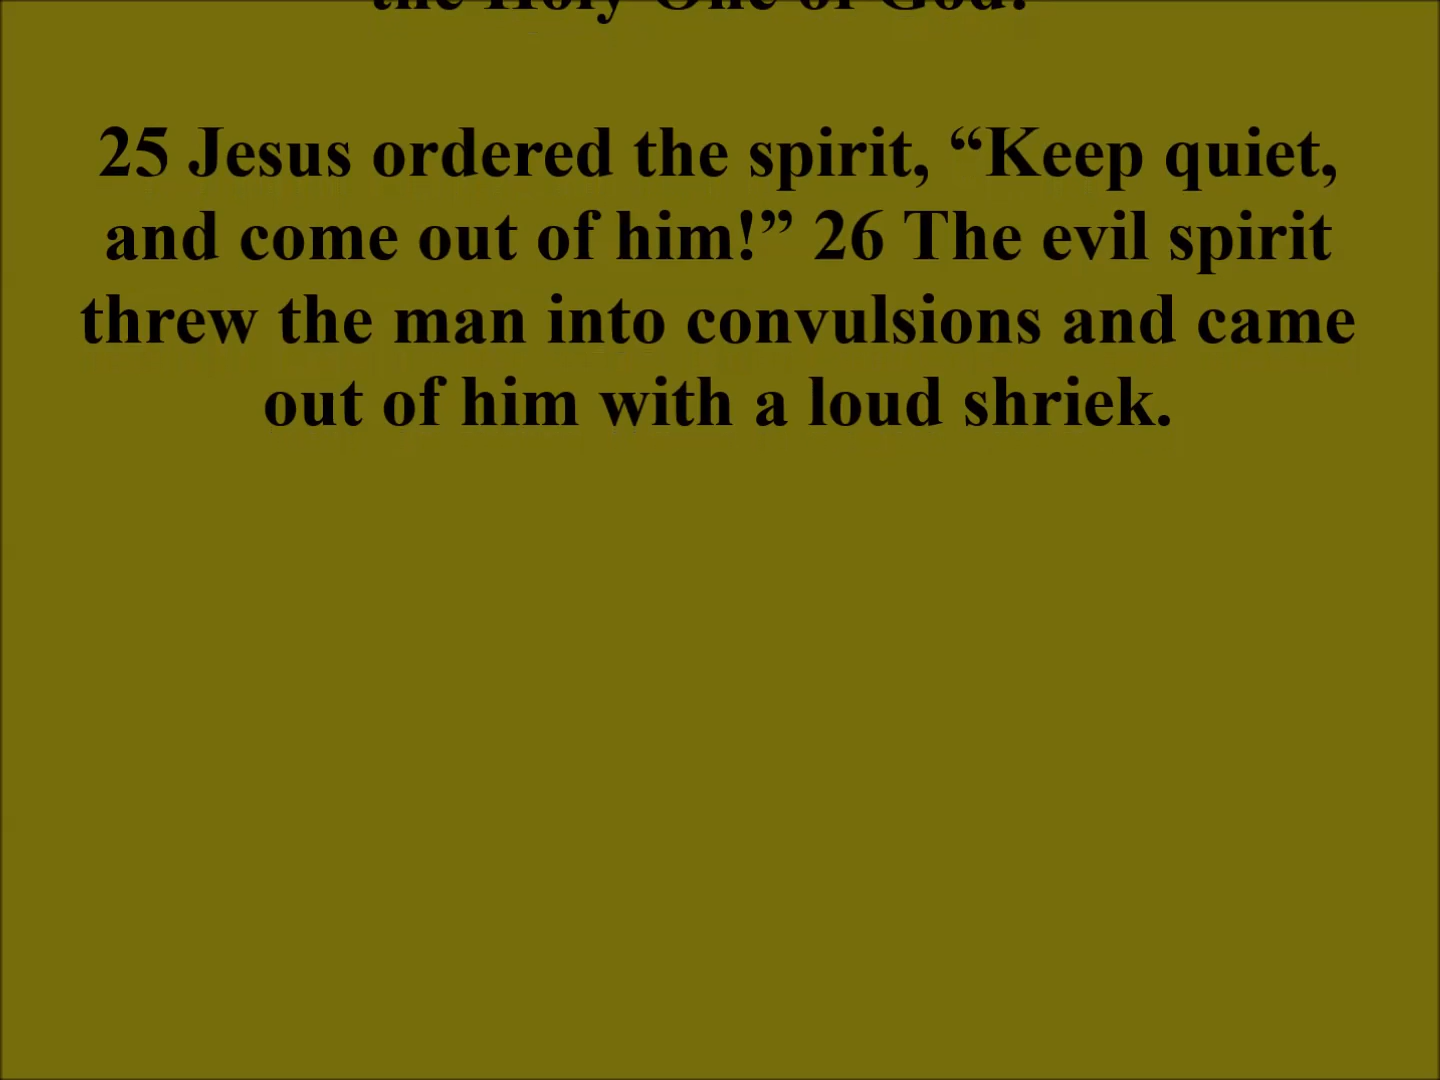 the Holy One of God!
25 Jesus ordered the spirit, “Keep quiet,
and come out of him!” 26 The evil spirit
threw the man into convulsions and came
out of him with a loud shriek.